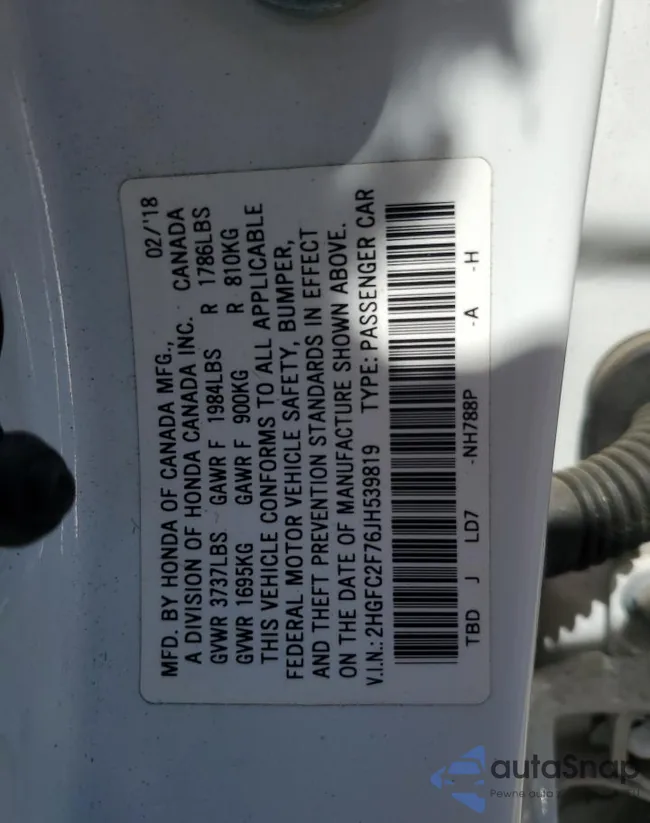 MFD. BY HONDA OF CANADA MFG., 02/'18
A DIVISION OF HONDA CANADA INC. CANADA
GVWR 3737LBS GAWR F 1984LBS R 1786LBS
GVWR 1695KG GAWR F 900KG R 810KG
THIS VEHICLE CONFORMS TO ALL APPLICABLE
FEDERAL MOTOR VEHICLE SAFETY, BUMPER,
AND THEFT PREVENTION STANDARDS IN EFFECT
ON THE DATE OF MANUFACTURE SHOWN ABOVE.
V.I.N.: 2HGFC2F76JH539819 TYPE: PASSENGER CAR
TBD J LD7 -NH788P -A -H
autaSnap
Pewne auto